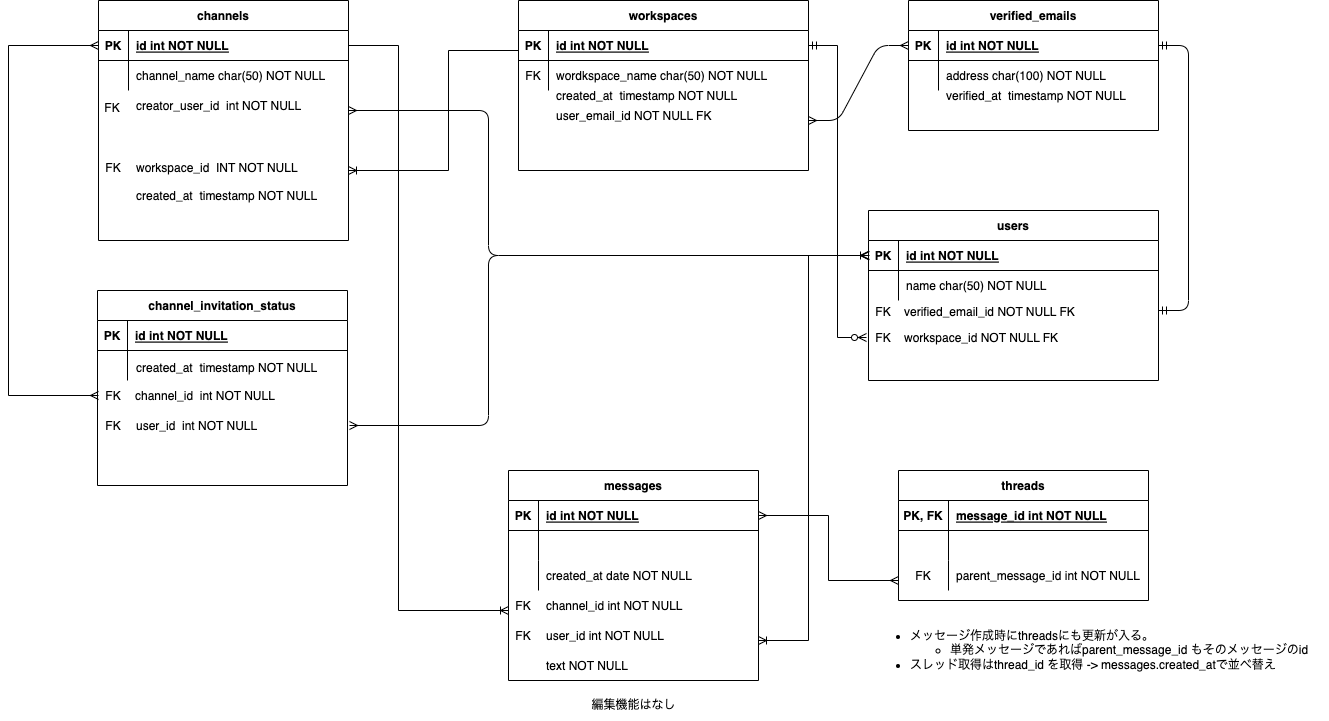 channels
PK id int NOT NULL
channel_name char(50) NOT NULL
FK creator_user_id int NOT NULL
FK workspace_id INT NOT NULL
created_at timestamp NOT NULL
workspaces
PK id int NOT NULL
FK wordkspace_name char(50) NOT NULL
created_at timestamp NOT NULL
user_email_id NOT NULL FK
verified_emails
PK id int NOT NULL
address char(100) NOT NULL
verified_at timestamp NOT NULL
users
PK id int NOT NULL
name char(50) NOT NULL
FK verified_email_id NOT NULL FK
FK workspace_id NOT NULL FK
channel_invitation_status
PK id int NOT NULL
created_at timestamp NOT NULL
FK channel_id int NOT NULL
FK user_id int NOT NULL
messages
PK id int NOT NULL
created_at date NOT NULL
FK channel_id int NOT NULL
FK user_id int NOT NULL
text NOT NULL
編集機能はなし
threads
PK, FK message_id int NOT NULL
FK parent_message_id int NOT NULL
• メッセージ作成時にthreadsにも更新が入る。
◦ 単発メッセージであればparent_message_id もそのメッセージのid
• スレッド取得はthread_id を取得 -> messages.created_atで並べ替え